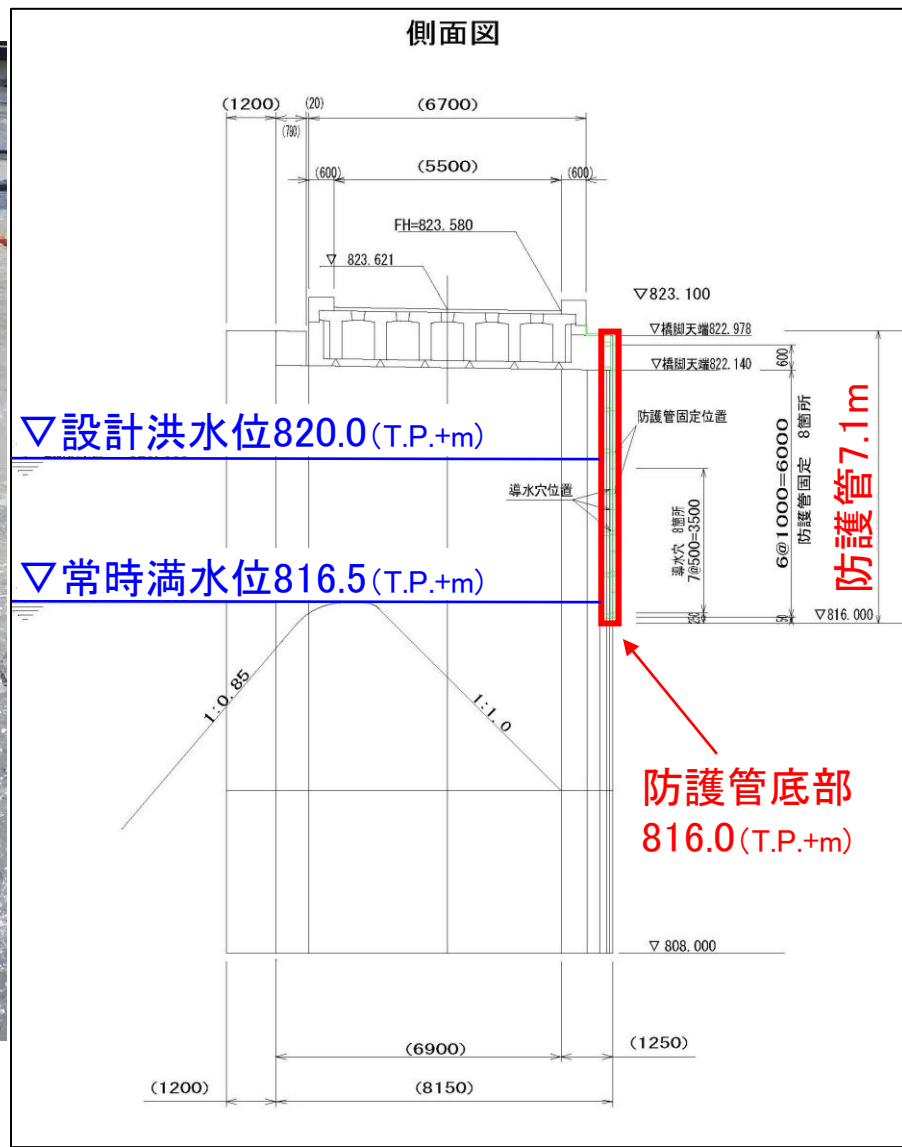 側面図
(1200)
(20)
(6700)
(790)
(600)
(5500)
(600)
FH=823.580
▽ 823.621
▽823.100
▽橋脚天端822.978
▽橋脚天端822.140
600
▽設計洪水位820.0(T.P.+m)
防護管固定位置
導水穴位置
導水穴 8箇所
7@500=3500
6@1000=6000
防護管固定 8箇所
防護管7.1m
▽常時満水位816.5(T.P.+m)
250
50
▽816.000
1:0.85
1:1.0
防護管底部
816.0(T.P.+m)
▽ 808.000
(6900)
(1250)
(1200)
(8150)